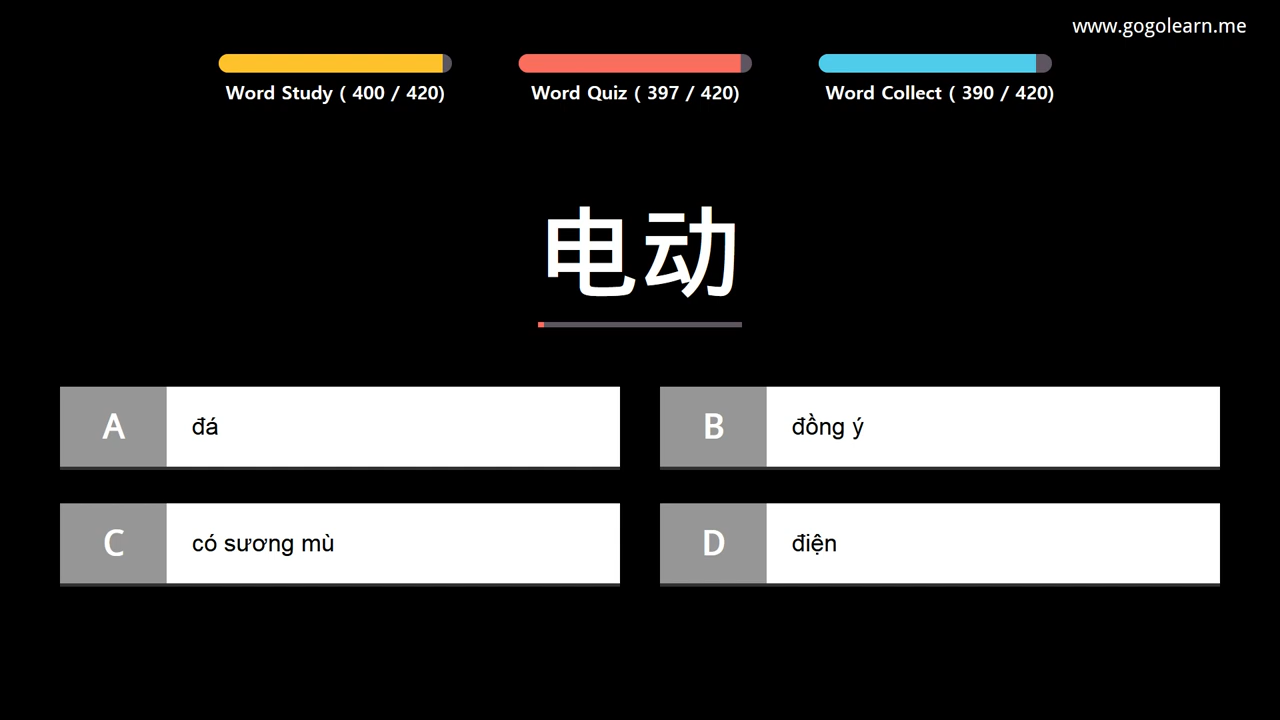 www.gogolearn.me
Word Study ( 400 / 420)
Word Quiz ( 397 / 420)
Word Collect ( 390 / 420)
电动
A đá
B đồng ý
C có sương mù
D điện